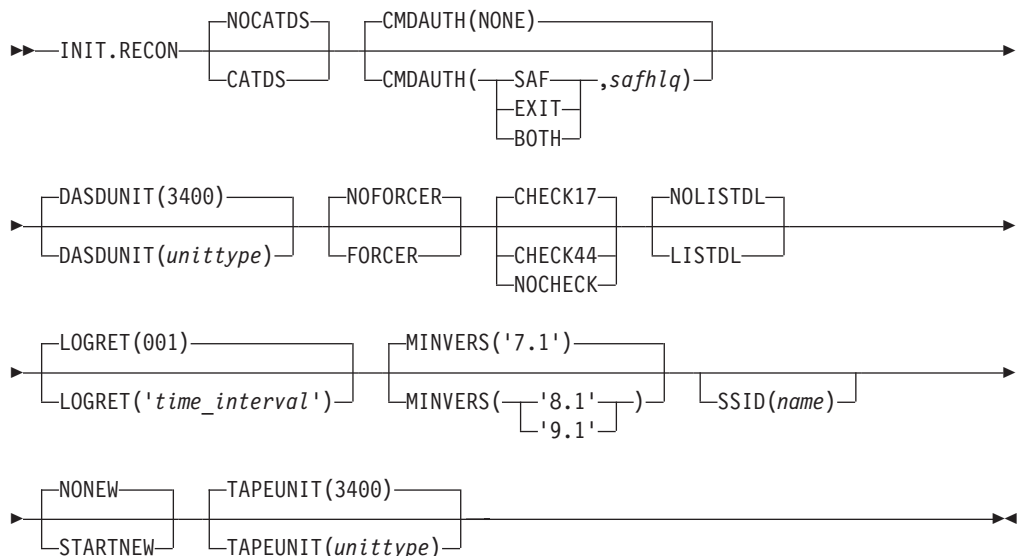 NOCATDS CMDAUTH(NONE)
INIT.RECON
CATDS CMDAUTH( SAF ,safhlq)
EXIT
BOTH
DASDUNIT(3400) NOFORCER CHECK17 NOLISTDL
DASDUNIT(unittype) FORCER CHECK44 LISTDL
NOCHECK
LOGRET(001) MINVERS('7.1')
LOGRET('time_interval') MINVERS( '8.1' ) SSID(name)
'9.1'
NONEW TAPEUNIT(3400)
STARTNEW TAPEUNIT(unittype)